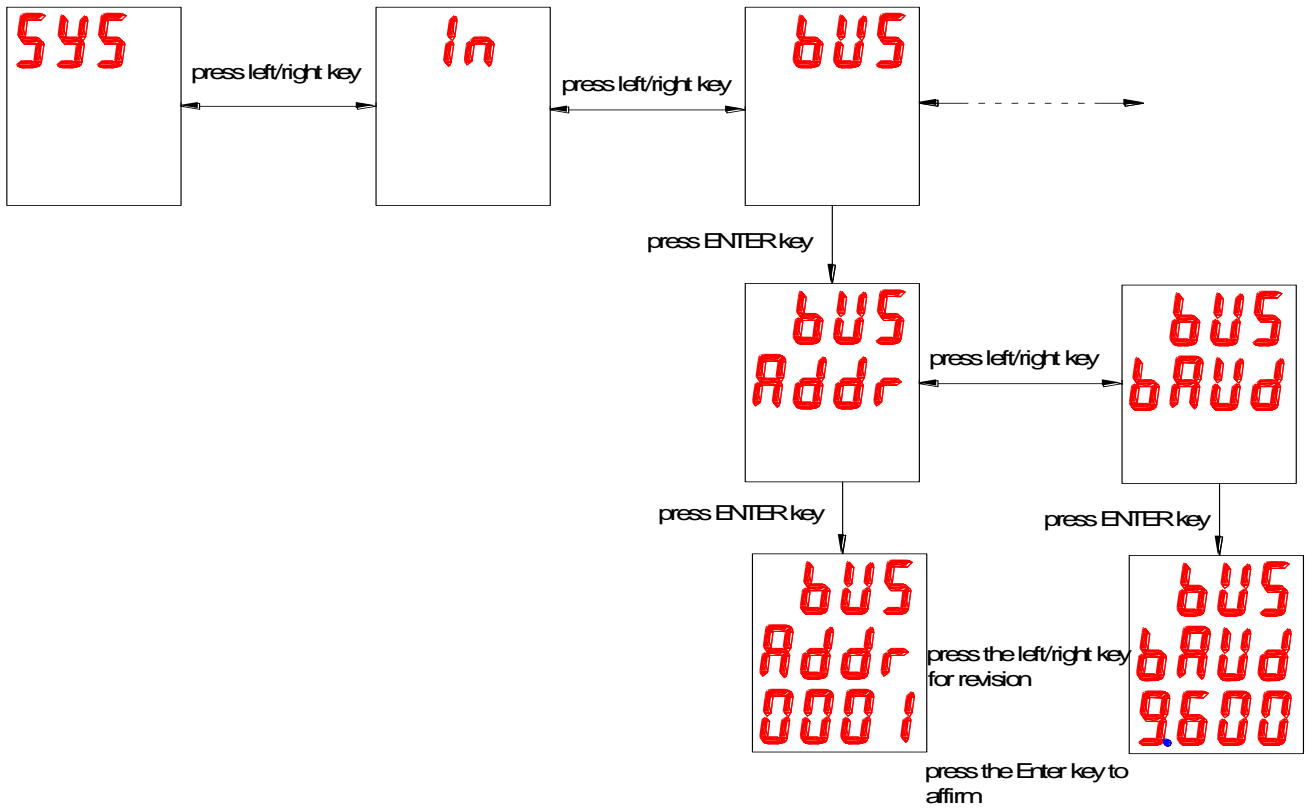 SYS
In
bUS
press left/right key
press left/right key
press ENTER key
bUS
Addr
press left/right key
bUS
bAUd
press ENTER key
press ENTER key
bUS
Addr
0001
press the left/right key
for revision
press the Enter key to
affirm
bUS
bAUd
9.600